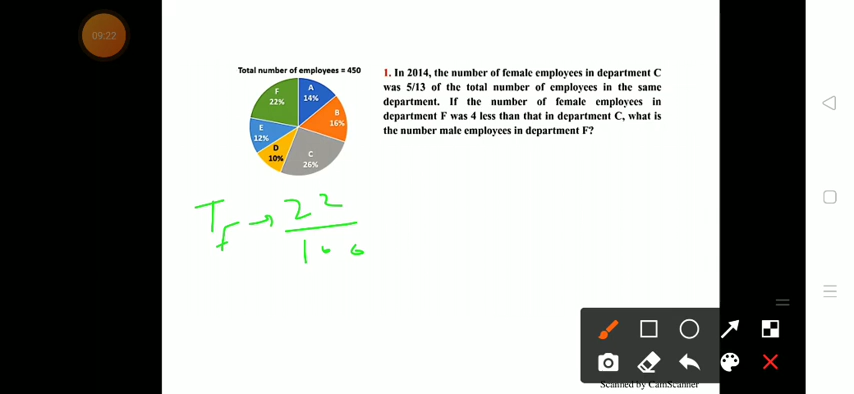 09:22
Total number of employees = 450
A
14%
B
16%
C
26%
D
10%
E
12%
F
22%
1. In 2014, the number of female employees in department C
was 5/13 of the total number of employees in the same
department. If the number of female employees in
department F was 4 less than that in department C, what is
the number male employees in department F?
T F → 22
100
Scanned by CamScanner